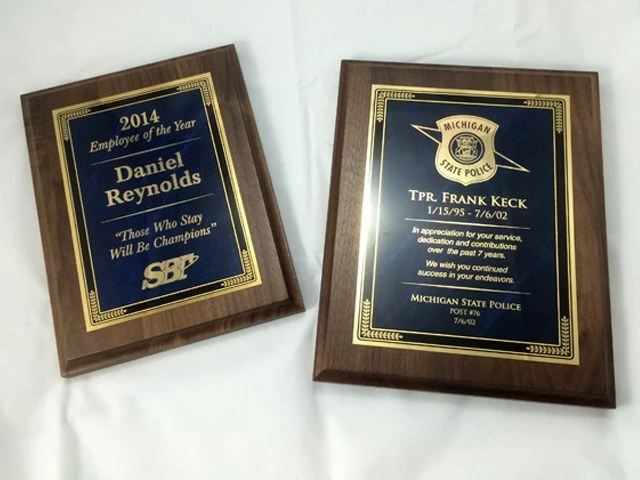 2014
Employee of the Year
Daniel
Reynolds
"Those Who Stay
Will Be Champions"
SBF
MICHIGAN
STATE POLICE
TPR. FRANK KECK
1/15/95 - 7/6/02
In appreciation for your service,
dedication and contributions
over the past 7 years.
We wish you continued
success in your endeavors.
MICHIGAN STATE POLICE
POST #76
7/6/02